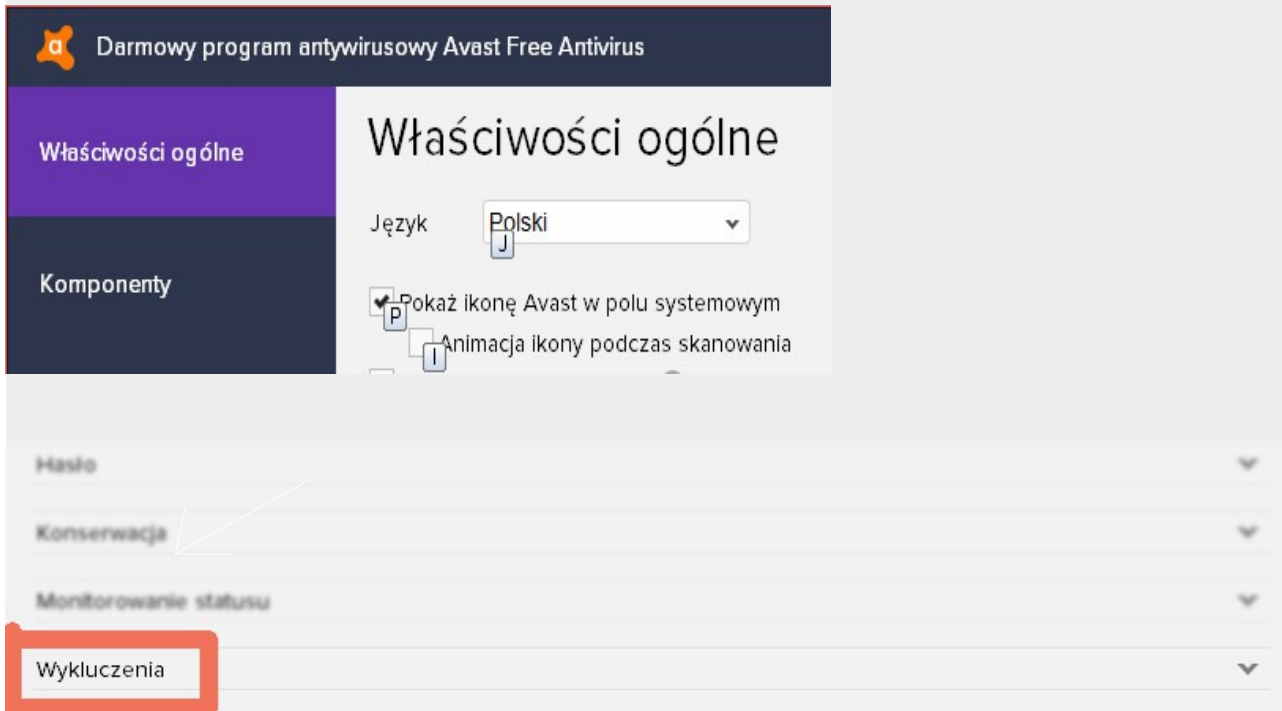 Darmowy program antywirusowy Avast Free Antivirus
Właściwości ogólne
Komponenty
Właściwości ogólne
Język
Polski
J
Pokaż ikonę Avast w polu systemowym
P
Animacja ikony podczas skanowania
I
Hasło
Konserwacja
Monitorowanie statusu
Wykluczenia